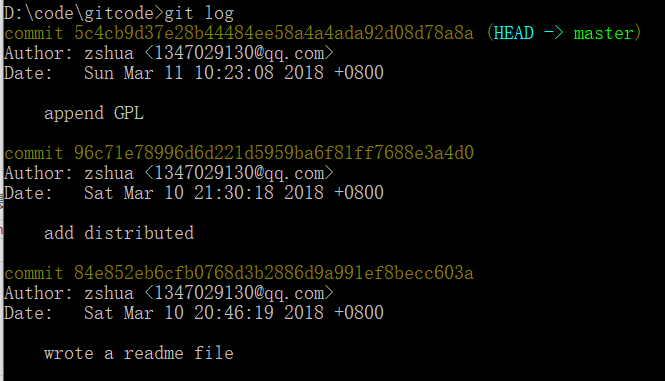 D:\code\gitcode>git log
commit 5c4cb9d37e28b44484ee58a4a4ada92d08d78a8a (HEAD -> master)
Author: zshua <1347029130@qq.com>
Date:   Sun Mar 11 10:23:08 2018 +0800
append GPL
commit 96c71e78996d6d221d5959ba6f81ff7688e3a4d0
Author: zshua <1347029130@qq.com>
Date:   Sat Mar 10 21:30:18 2018 +0800
add distributed
commit 84e852eb6cfb0768d3b2886d9a991ef8becc603a
Author: zshua <1347029130@qq.com>
Date:   Sat Mar 10 20:46:19 2018 +0800
wrote a readme file